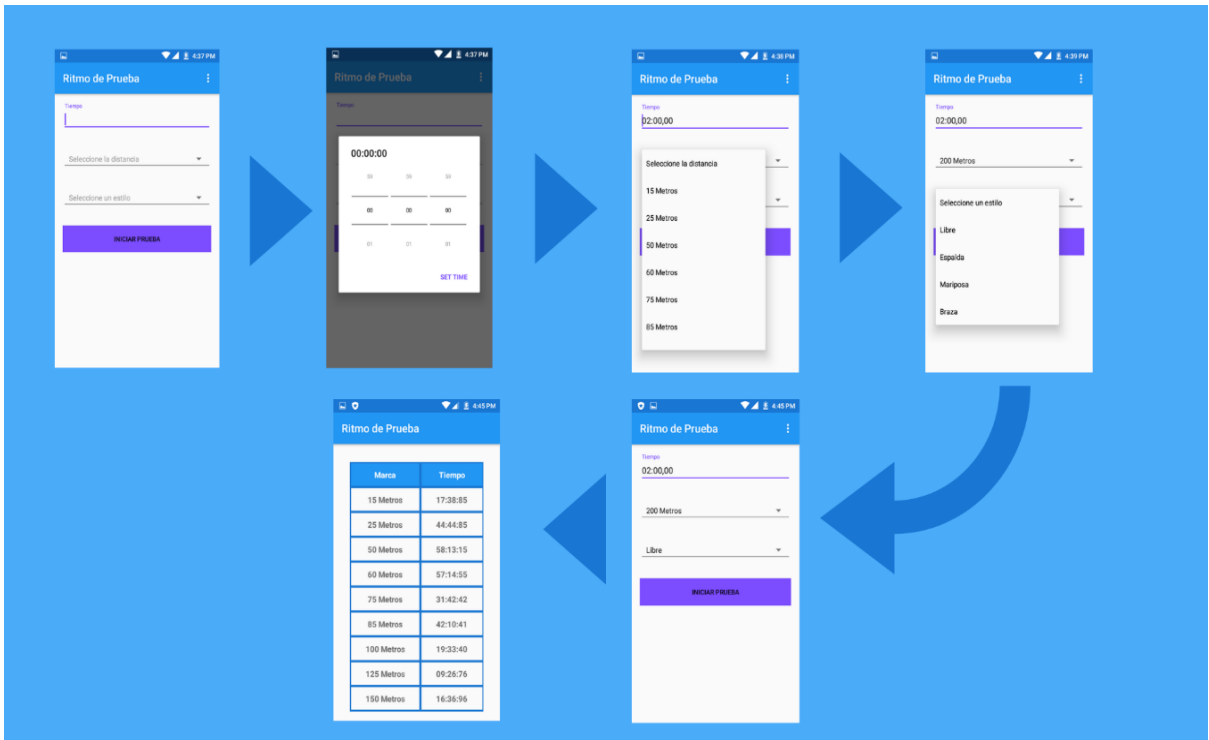 4:37 PM
Ritmo de Prueba
Tiempo
Seleccione la distancia
Seleccione un estilo
INICIAR PRUEBA
4:37 PM
Ritmo de Prueba
Tiempo
00:00:00
59 59 59
00 00 00
01 01 01
SET TIME
4:38 PM
Ritmo de Prueba
Tiempo
02:00,00
Seleccione la distancia
15 Metros
25 Metros
50 Metros
60 Metros
75 Metros
85 Metros
4:39 PM
Ritmo de Prueba
Tiempo
02:00,00
200 Metros
Seleccione un estilo
Libre
Espalda
Mariposa
Braza
4:45 PM
Ritmo de Prueba
Marca Tiempo
15 Metros 17:38:85
25 Metros 44:44:85
50 Metros 58:13:15
60 Metros 57:14:55
75 Metros 31:42:42
85 Metros 42:10:41
100 Metros 19:33:40
125 Metros 09:26:76
150 Metros 16:36:96
4:45 PM
Ritmo de Prueba
Tiempo
02:00,00
200 Metros
Libre
INICIAR PRUEBA